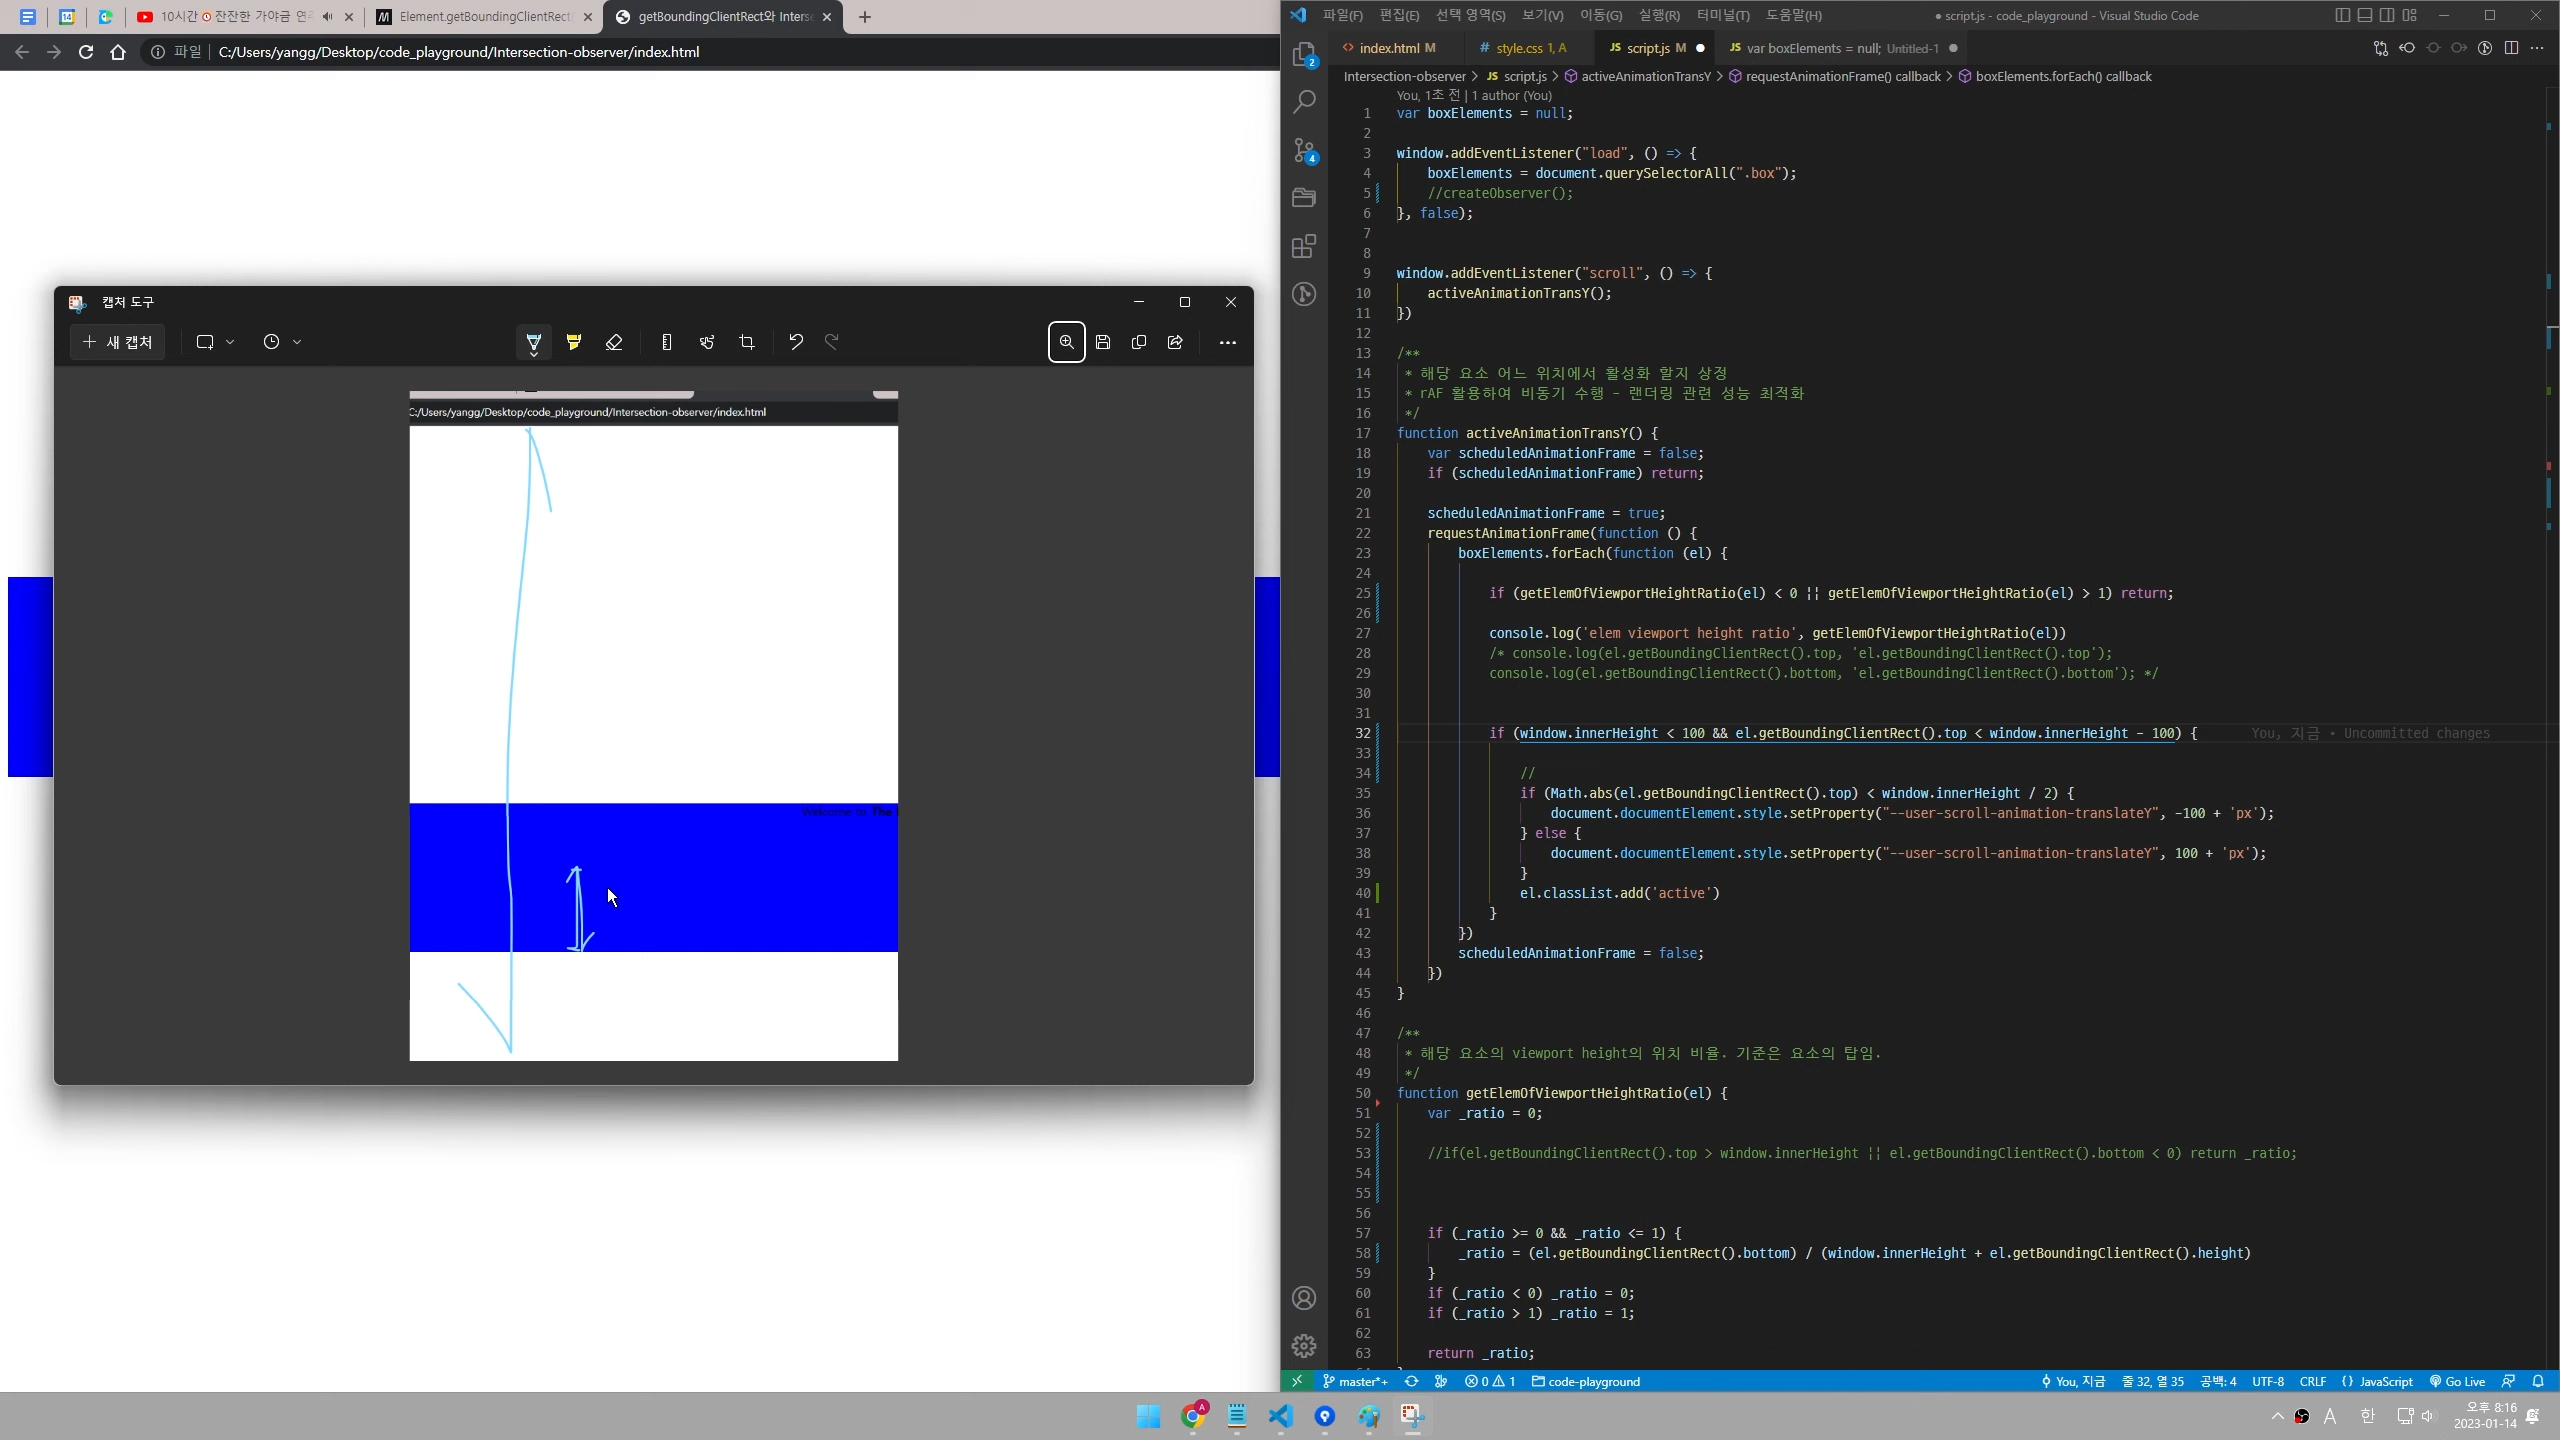 10시간 잔잔한 가야금 연주
Element.getBoundingClientRect
getBoundingClientRect와 Interse
파일
C:/Users/yangg/Desktop/code_playground/Intersection-observer/index.html
캡처 도구
새 캡처
C:/Users/yangg/Desktop/code_playground/Intersection-observer/index.html
Welcome to The
파일(F) 편집(E) 선택 영역(S) 보기(V) 이동(G) 실행(R) 터미널(T) 도움말(H)
● script.js - code_playground - Visual Studio Code
index.html M
# style.css 1, A
JS script.js M ●
JS var boxElements = null; Untitled-1 ●
Intersection-observer > JS script.js > activeAnimationTransY > requestAnimationFrame() callback > boxElements.forEach() callback
You, 1초 전 | 1 author (You)
1 var boxElements = null;
2
3 window.addEventListener("load", () => {
4 boxElements = document.querySelectorAll(".box");
5 //createObserver();
6 }, false);
7
8
9 window.addEventListener("scroll", () => {
10 activeAnimationTransY();
11 })
12
13 /**
14 * 해당 요소 어느 위치에서 활성화 할지 상정
15 * rAF 활용하여 비동기 수행 - 랜더링 관련 성능 최적화
16 */
17 function activeAnimationTransY() {
18 var scheduledAnimationFrame = false;
19 if (scheduledAnimationFrame) return;
20
21 scheduledAnimationFrame = true;
22 requestAnimationFrame(function () {
23 boxElements.forEach(function (el) {
24
25 if (getElemOfViewportHeightRatio(el) < 0 || getElemOfViewportHeightRatio(el) > 1) return;
26
27 console.log('elem viewport height ratio', getElemOfViewportHeightRatio(el))
28 /* console.log(el.getBoundingClientRect().top, 'el.getBoundingClientRect().top');
29 console.log(el.getBoundingClientRect().bottom, 'el.getBoundingClientRect().bottom'); */
30
31
32 if (window.innerHeight < 100 && el.getBoundingClientRect().top < window.innerHeight - 100) { You, 지금 • Uncommitted changes
33
34 //
35 if (Math.abs(el.getBoundingClientRect().top) < window.innerHeight / 2) {
36 document.documentElement.style.setProperty("--user-scroll-animation-translateY", -100 + 'px');
37 } else {
38 document.documentElement.style.setProperty("--user-scroll-animation-translateY", 100 + 'px');
39 }
40 el.classList.add('active')
41 }
42 })
43 scheduledAnimationFrame = false;
44 })
45 }
46
47 /**
48 * 해당 요소의 viewport height의 위치 비율. 기준은 요소의 탑임.
49 */
50 function getElemOfViewportHeightRatio(el) {
51 var _ratio = 0;
52
53 //if(el.getBoundingClientRect().top > window.innerHeight || el.getBoundingClientRect().bottom < 0) return _ratio;
54
55
56
57 if (_ratio >= 0 && _ratio <= 1) {
58 _ratio = (el.getBoundingClientRect().bottom) / (window.innerHeight + el.getBoundingClientRect().height)
59 }
60 if (_ratio < 0) _ratio = 0;
61 if (_ratio > 1) _ratio = 1;
62
63 return _ratio;
master*+ 0 1 code-playground
You, 지금 줄 32, 열 35 공백: 4 UTF-8 CRLF {} JavaScript Go Live
A 한 오후 8:16
2023-01-14